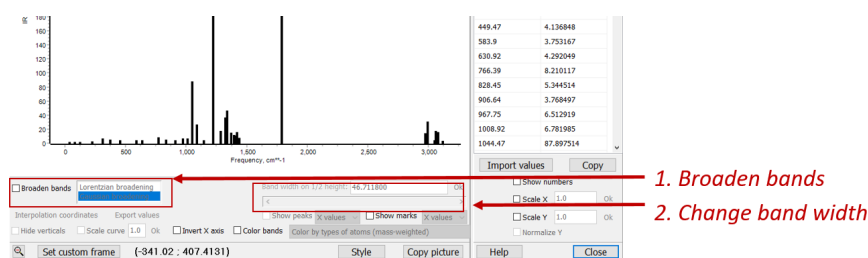 IR
180
160
140
120
100
80
60
40
20
0
0 500 1,000 1,500 2,000 2,500 3,000
Frequency, cm**-1
449.47 4.136848
583.9 3.753167
630.92 4.292049
766.39 8.210117
828.45 5.344514
906.64 3.768497
967.75 6.512919
1008.92 6.781985
1044.47 87.897514
Import values Copy
Broaden bands Lorentzian broadening
Band width on 1/2 height: 46,711800 Ok
Show numbers
Interpolation coordinates Export values
Show peaks X values Show marks X values
Scale X 1.0 Ok
Hide verticals Scale curve 1.0 Ok Invert X axis Color bands Color by types of atoms (mass-weighted)
Scale Y 1.0 Ok
Normalize Y
Set custom frame (-341.02 ; 407.4131) Style Copy picture Help Close
1. Broaden bands
2. Change band width